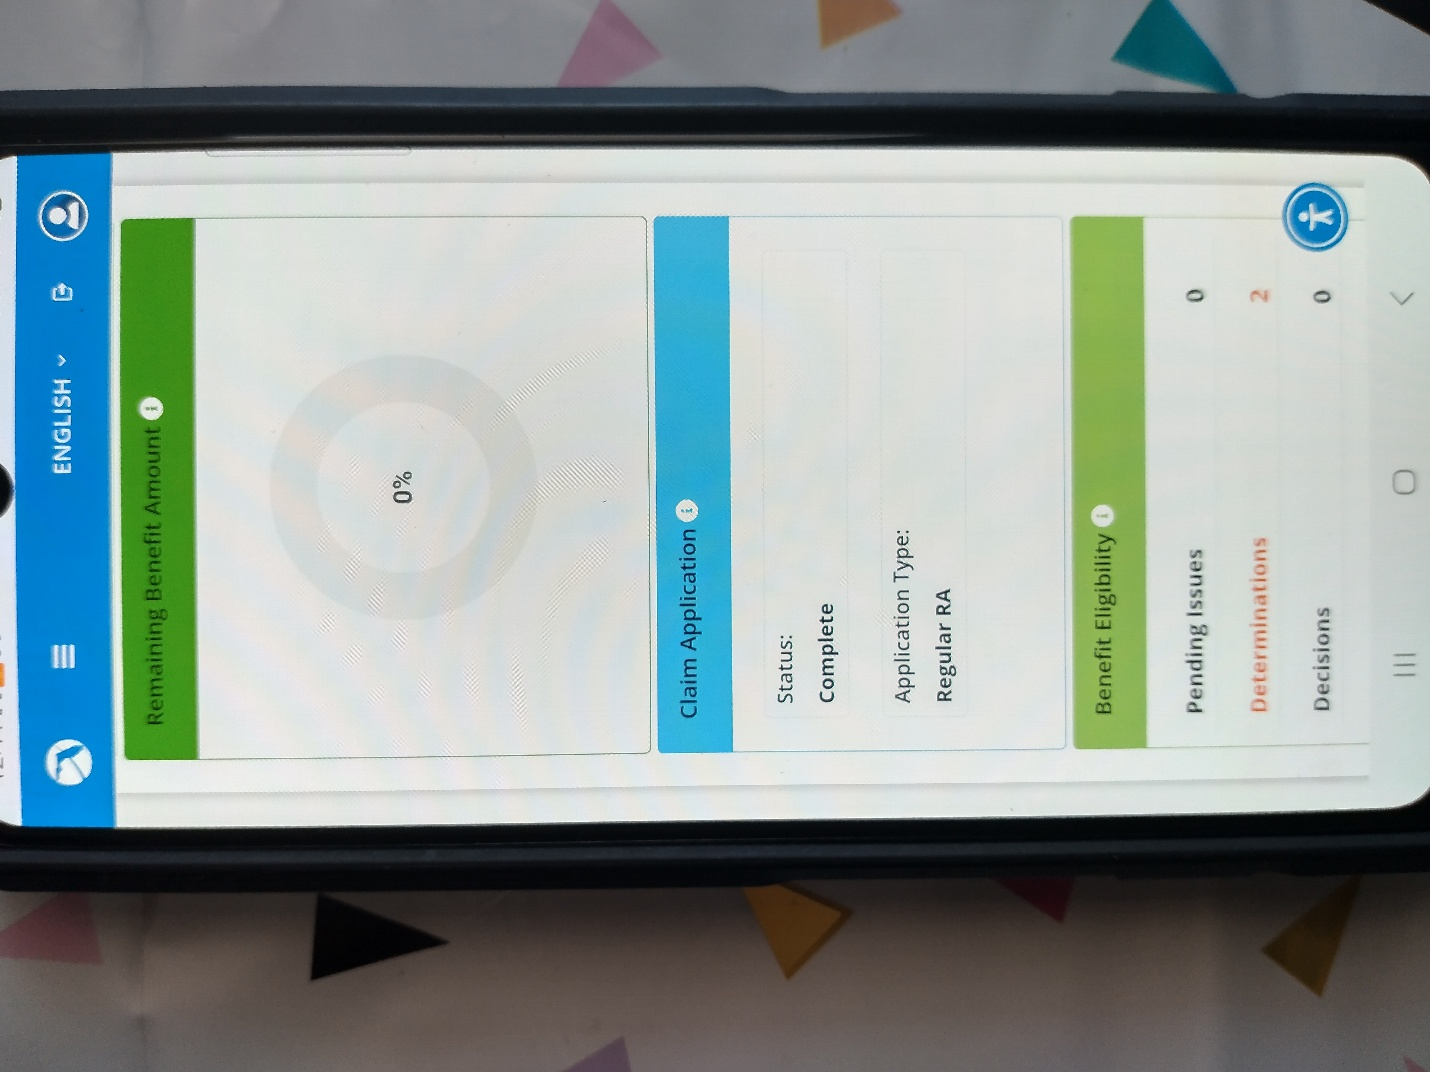 ENGLISH
Remaining Benefit Amount
0%
Claim Application
Status:
Complete
Application Type:
Regular RA
Benefit Eligibility
Pending Issues 0
Determinations 2
Decisions 0